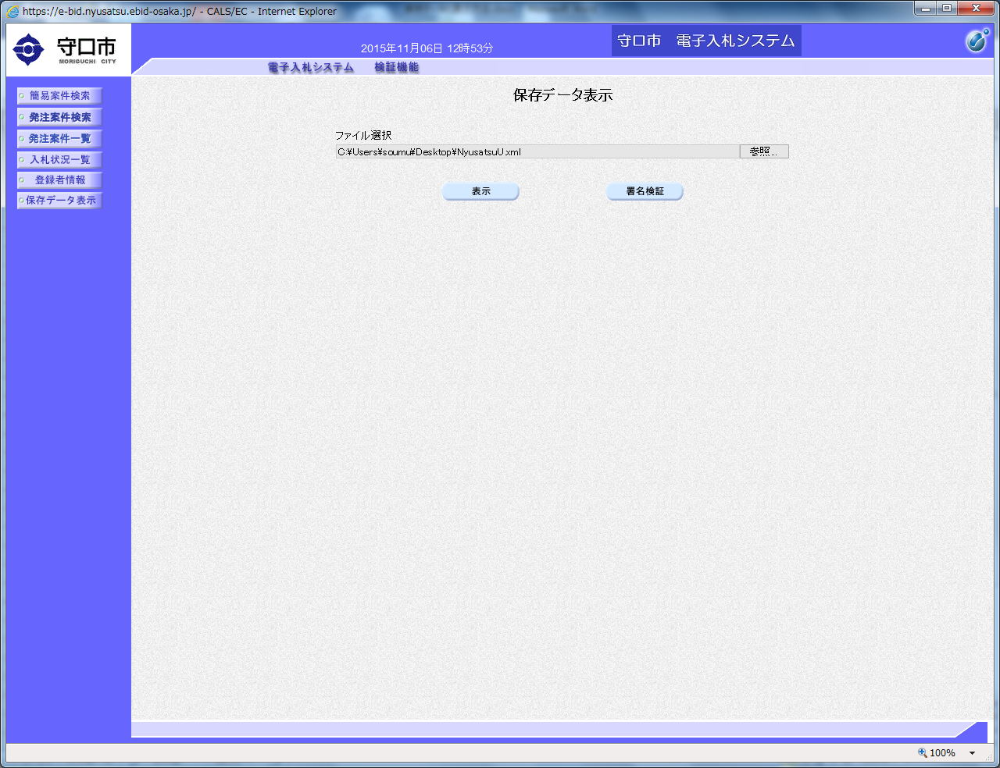 https://e-bid.nyusatsu.ebid-osaka.jp/ - CALS/EC - Internet Explorer
守口市
MORIGUCHI CITY
2015年11月06日 12時53分
守口市　電子入札システム
電子入札システム　検証機能
簡易案件検索
発注案件検索
発注案件一覧
入札状況一覧
登録者情報
保存データ表示
保存データ表示
ファイル選択
C:¥Users¥soumu¥Desktop¥NyusatsuU.xml 参照...
表示 署名検証
100%